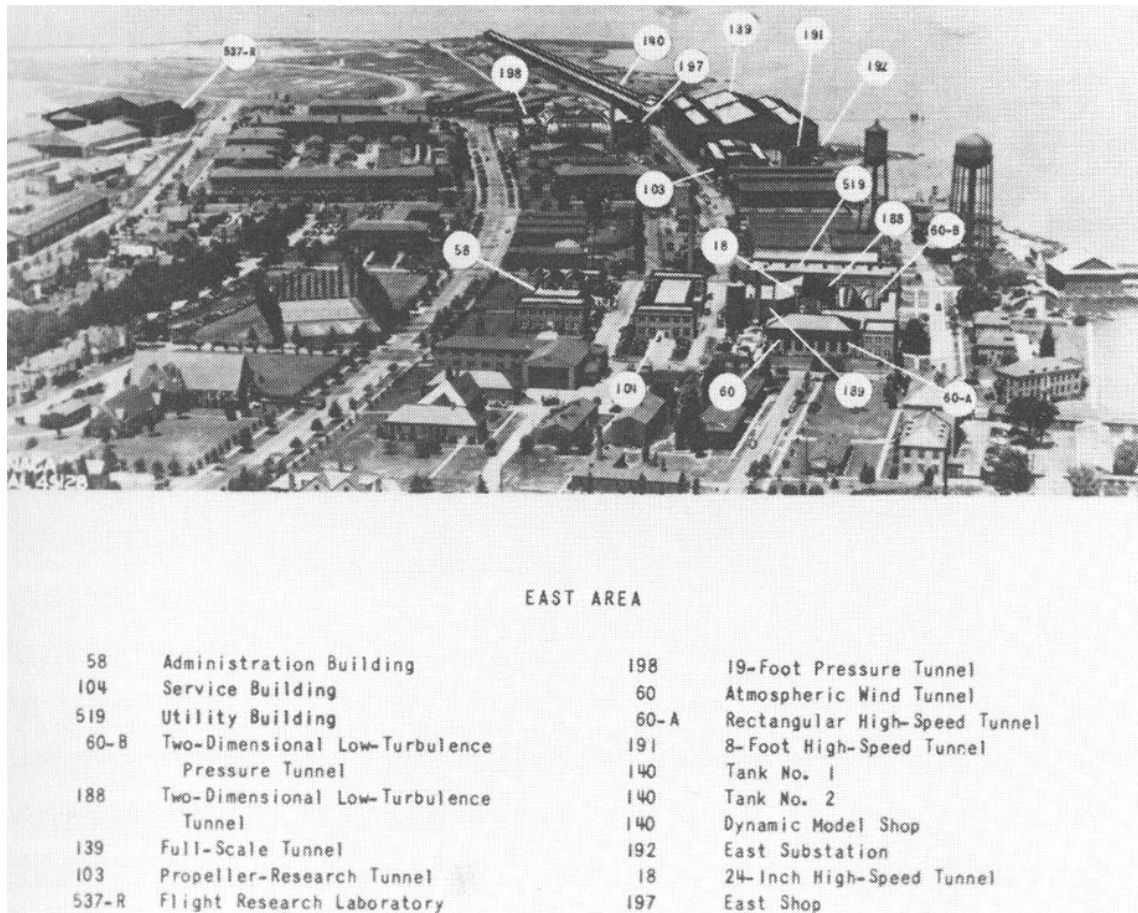 537-R
140
139
191
198
197
192
103
519
188
60-B
18
58
104
60
189
60-A
EAST AREA
58 Administration Building
104 Service Building
519 Utility Building
60-B Two-Dimensional Low-Turbulence
Pressure Tunnel
188 Two-Dimensional Low-Turbulence
Tunnel
139 Full-Scale Tunnel
103 Propeller-Research Tunnel
537-R Flight Research Laboratory
198 19-Foot Pressure Tunnel
60 Atmospheric Wind Tunnel
60-A Rectangular High-Speed Tunnel
191 8-Foot High-Speed Tunnel
140 Tank No. 1
140 Tank No. 2
140 Dynamic Model Shop
192 East Substation
18 24-Inch High-Speed Tunnel
197 East Shop